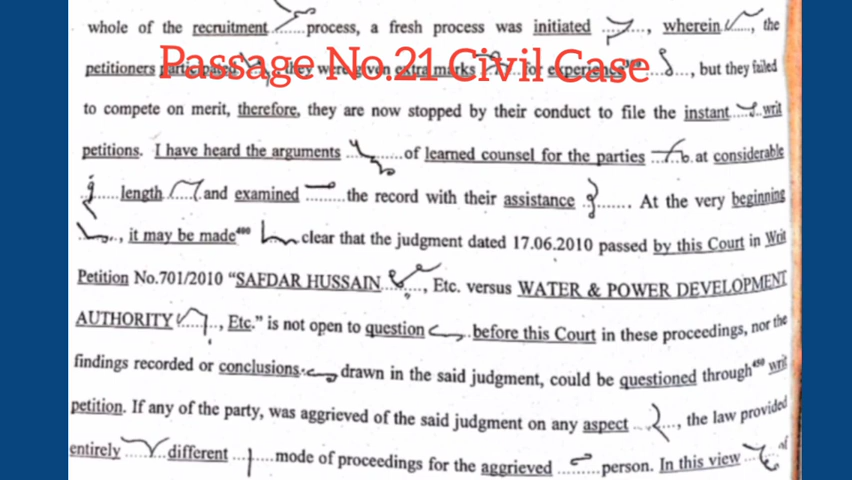 whole of the recruitment process, a fresh process was initiated ......., wherein ......, the
Passage No.21 Civil Case
petitioners participated ......, they were given extra marks ...... for experience ......, but they failed
to compete on merit, therefore, they are now stopped by their conduct to file the instant ...... writ
petitions. I have heard the arguments ...... of learned counsel for the parties ...... at considerable
...... length ...... and examined ...... the record with their assistance ....... At the very beginning
......, it may be made⁴⁰⁰ ...... clear that the judgment dated 17.06.2010 passed by this Court in Writ
Petition No.701/2010 “SAFDAR HUSSAIN ......, Etc. versus WATER & POWER DEVELOPMENT
AUTHORITY ......, Etc.” is not open to question ...... before this Court in these proceedings, nor the
findings recorded or conclusions ...... drawn in the said judgment, could be questioned through⁴⁵⁰ writ
petition. If any of the party, was aggrieved of the said judgment on any aspect ......, the law provided
entirely ...... different ...... mode of proceedings for the aggrieved ...... person. In this view ...... of